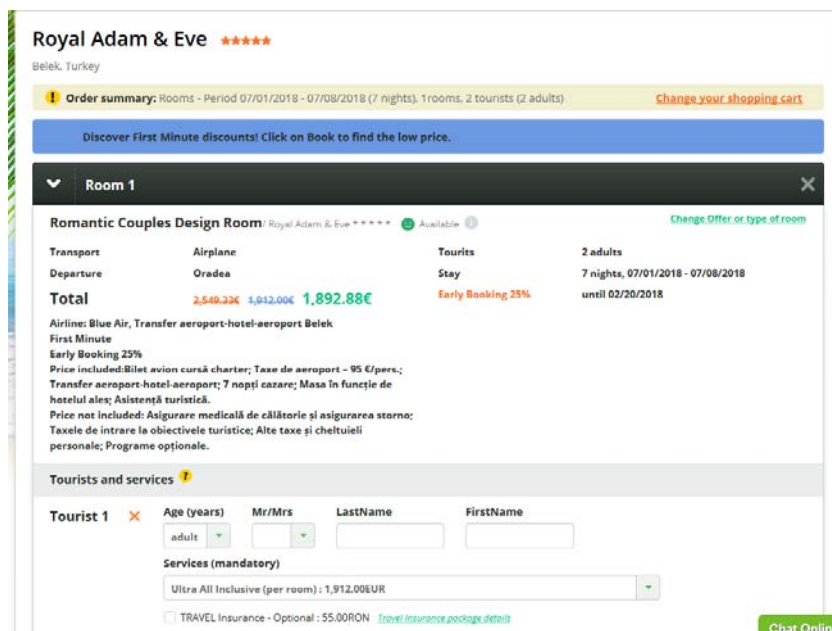 Royal Adam & Eve
Belek, Turkey
Order summary: Rooms - Period 07/01/2018 - 07/08/2018 (7 nights), 1rooms, 2 tourists (2 adults) Change your shopping cart
Discover First Minute discounts! Click on Book to find the low price.
Room 1
Romantic Couples Design Room/ Royal Adam & Eve * * * * * Available Change Offer or type of room
Transport Airplane Tourits 2 adults
Departure Oradea Stay 7 nights, 07/01/2018 - 07/08/2018
Total 2,549.33€ 1,912.00€ 1,892.88€ Early Booking 25% until 02/20/2018
Airline: Blue Air, Transfer aeroport-hotel-aeroport Belek
First Minute
Early Booking 25%
Price included:Bilet avion cursă charter; Taxe de aeroport – 95 €/pers.;
Transfer aeroport-hotel-aeroport; 7 nopți cazare; Masa în funcție de
hotelul ales; Asistență turistică.
Price not included: Asigurare medicală de călătorie și asigurarea storno;
Taxele de intrare la obiectivele turistice; Alte taxe și cheltuieli
personale; Programe opționale.
Tourists and services ?
Tourist 1 Age (years) Mr/Mrs LastName FirstName
adult
Services (mandatory)
Ultra All Inclusive (per room) : 1,912.00EUR
TRAVEL Insurance - Optional : 55.00RON Travel Insurance package details
Chat Onlin